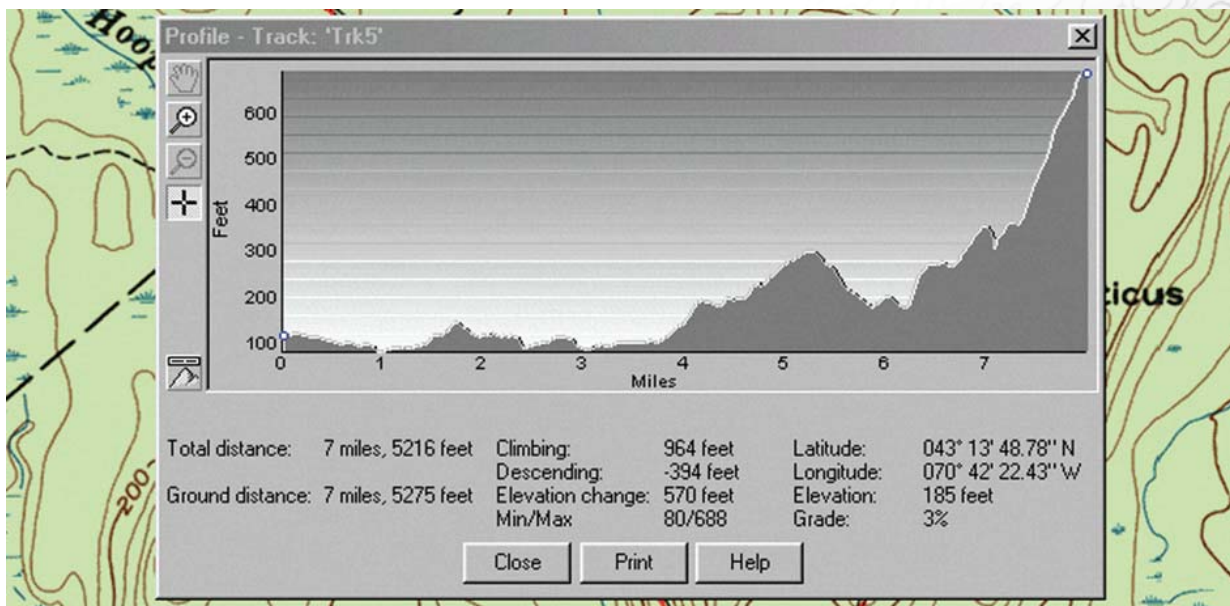 Hoop
Profile - Track: 'Trk5'
600
500
400
300
200
100
Feet
0 1 2 3 4 5 6 7
Miles
ticus
200
Total distance: 7 miles, 5216 feet Climbing: 964 feet Latitude: 043° 13' 48.78" N
Descending: -394 feet Longitude: 070° 42' 22.43" W
Ground distance: 7 miles, 5275 feet Elevation change: 570 feet Elevation: 185 feet
Min/Max 80/688 Grade: 3%
Close Print Help